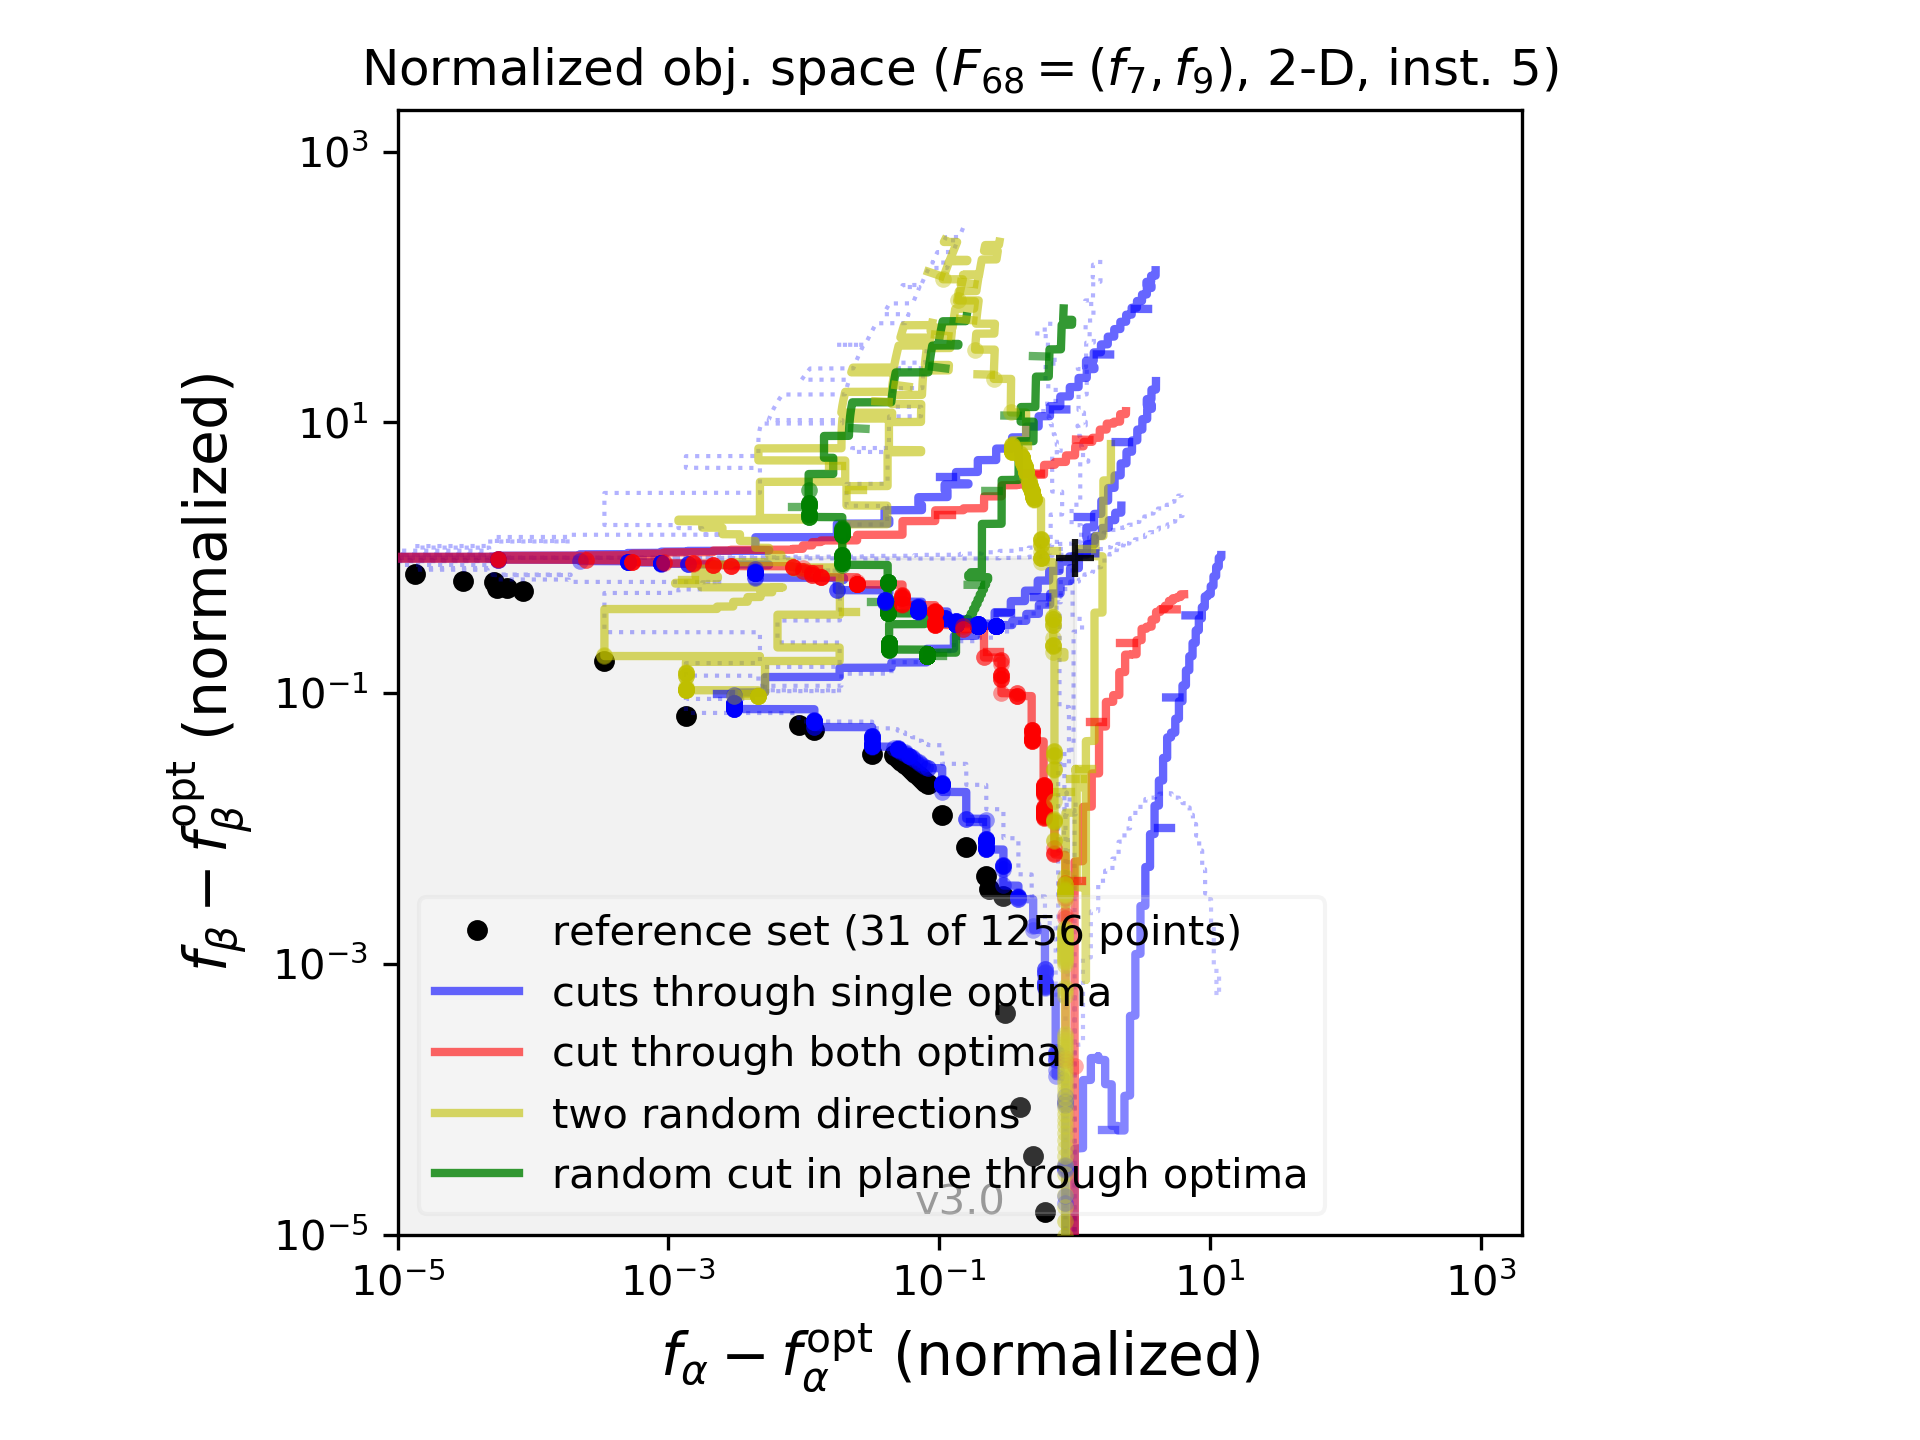 Normalized obj. space (F₆₈ = (f₇, f₉), 2-D, inst. 5)
10³
10¹
10⁻¹
10⁻³
10⁻⁵
f_β − f_β^opt (normalized)
reference set (31 of 1256 points)
cuts through single optima
cut through both optima
two random directions
random cut in plane through optima
v3.0
10⁻⁵ 10⁻³ 10⁻¹ 10¹ 10³
f_α − f_α^opt (normalized)